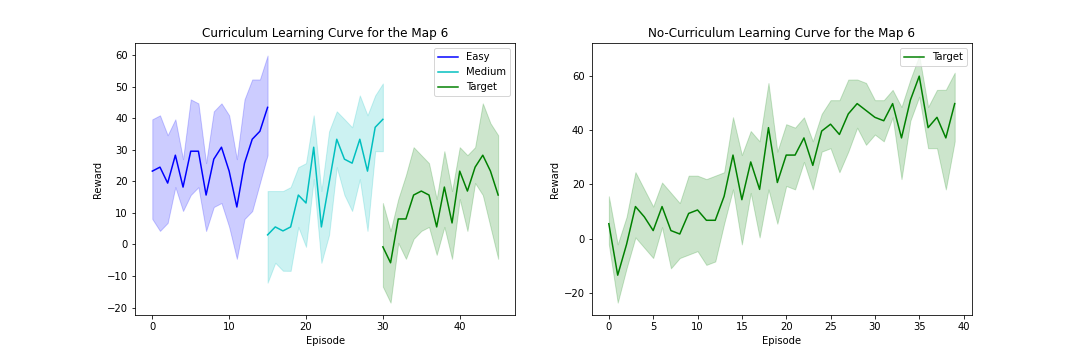 Curriculum Learning Curve for the Map 6
60
50
40
30
20
10
0
−10
−20
Reward
Easy
Medium
Target
0
10
20
30
40
Episode
No-Curriculum Learning Curve for the Map 6
60
40
20
0
−20
Reward
Target
0
5
10
15
20
25
30
35
40
Episode